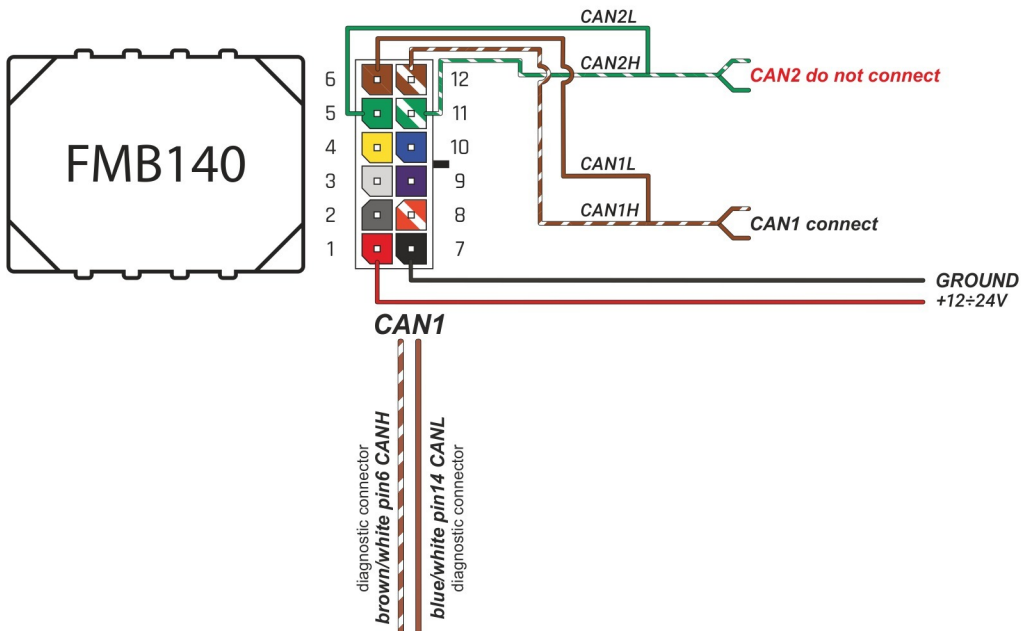 CAN2L
CAN2H
CAN2 do not connect
FMB140
6
12
5
11
4
10
3
9
2
8
1
7
CAN1L
CAN1H
CAN1 connect
GROUND
+12÷24V
CAN1
diagnostic connector
brown/white pin6 CANH
blue/white pin14 CANL
diagnostic connector